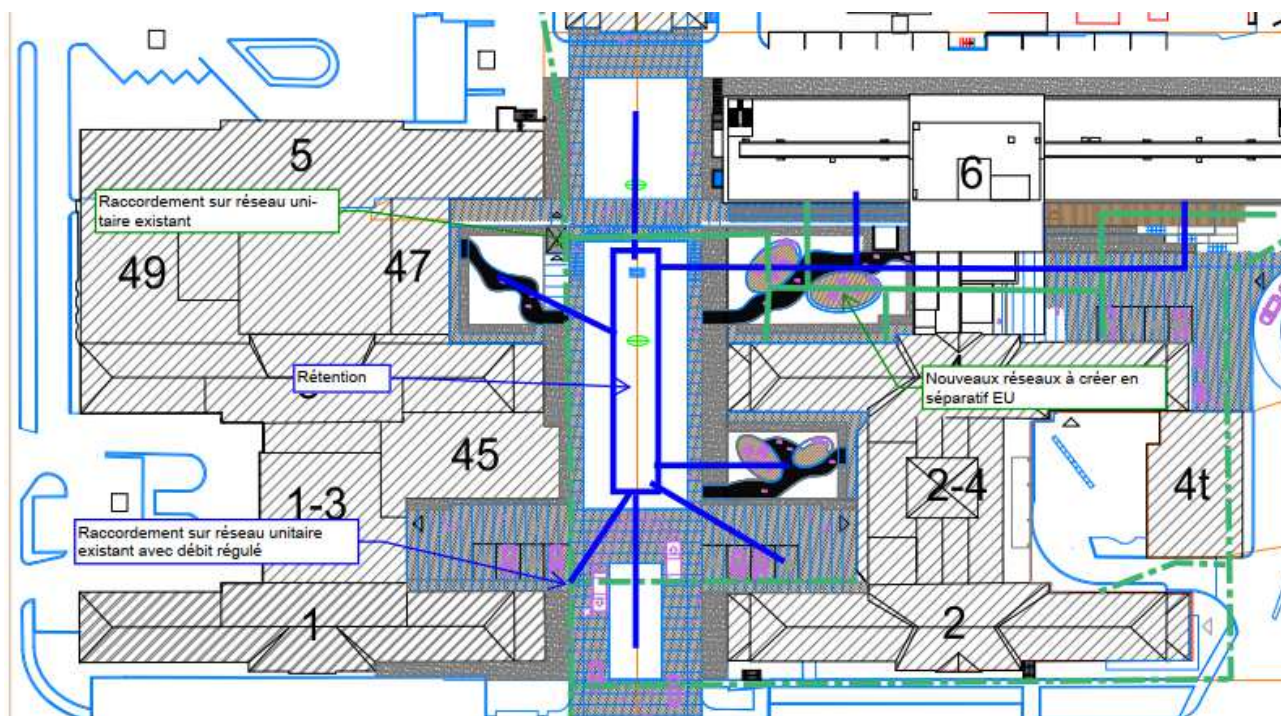 5
6
Raccordement sur réseau uni-
taire existant
49
47
Rétention
Nouveaux réseaux à créer en
séparatif EU
45
1-3
2-4
4t
Raccordement sur réseau unitaire
existant avec débit régulé
1
2